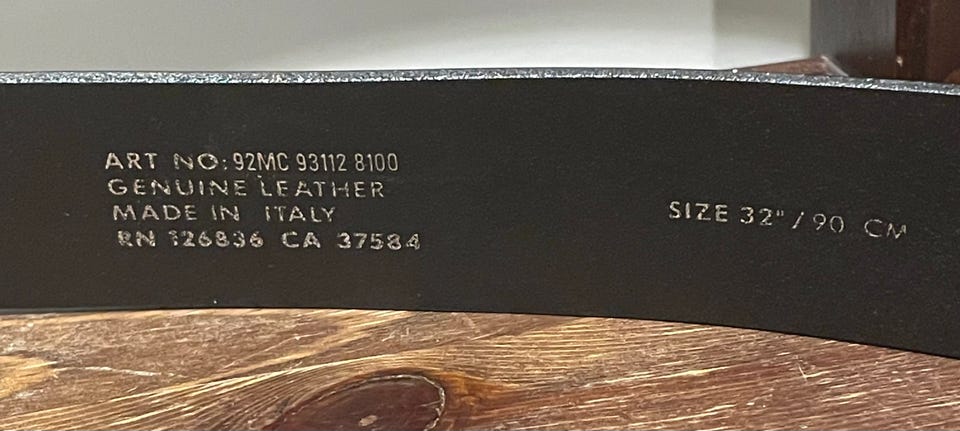 ART NO: 92MC 93112 8100
GENUINE LEATHER
MADE IN ITALY
RN 126836 CA 37584
SIZE 32" / 90 CM